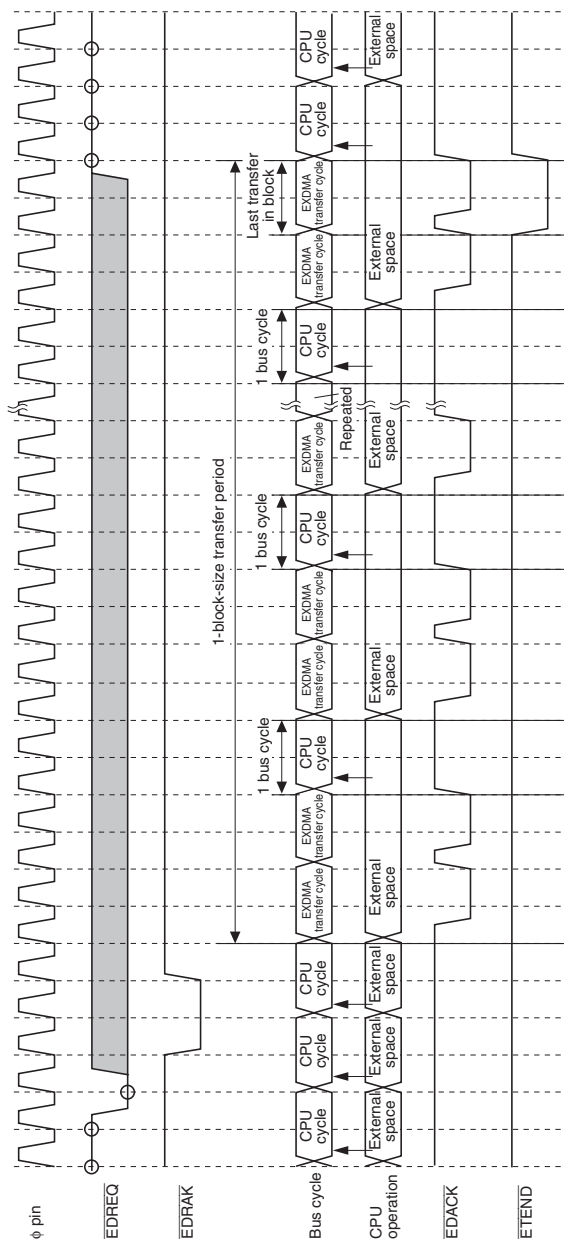 φ pin
EDREQ
EDRAK
1-block-size transfer period
Last transfer
in block
1 bus cycle
1 bus cycle
1 bus cycle
Bus cycle
CPU
cycle
CPU
cycle
CPU
cycle
EXDMA
transfer cycle
EXDMA
transfer cycle
CPU
cycle
EXDMA
transfer cycle
EXDMA
transfer cycle
CPU
cycle
EXDMA
transfer cycle
Repeated
CPU
cycle
EXDMA
transfer cycle
EXDMA
transfer cycle
CPU
cycle
CPU
cycle
CPU
operation
External
space
External
space
External
space
External
space
External
space
External
space
External
space
External
space
EDACK
ETEND